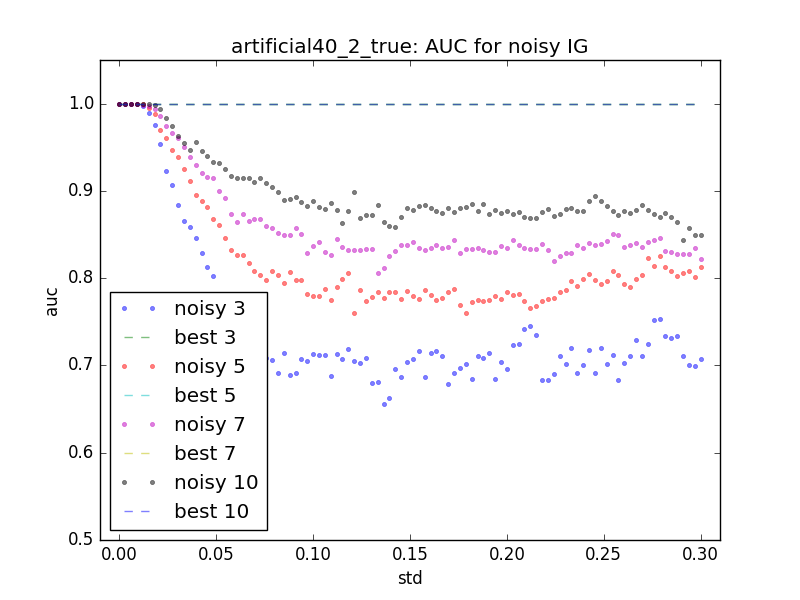 artificial40_2_true: AUC for noisy IG
1.0
0.9
0.8
0.7
0.6
0.5
auc
noisy 3
best 3
noisy 5
best 5
noisy 7
best 7
noisy 10
best 10
0.00 0.05 0.10 0.15 0.20 0.25 0.30
std